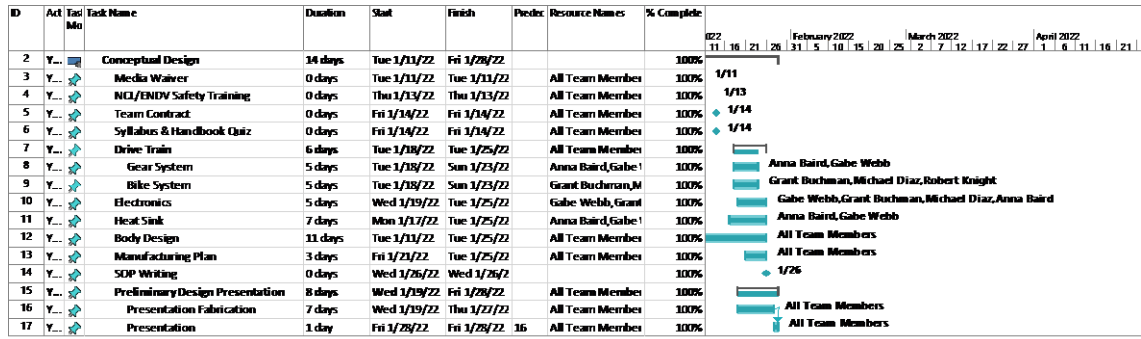 ID Act Tas Mo Task Name Duration Start Finish Predec Resource Names % Complete
022 February 2022 March 2022 April 2022
11 16 21 26 31 5 10 15 20 25 2 7 12 17 22 27 1 6 11 16 21
2 Y... Conceptual Design 14 days Tue 1/11/22 Fri 1/28/22 100%
3 Y... Media Waiver 0 days Tue 1/11/22 Tue 1/11/22 All Team Member 100% 1/11
4 Y... NCL/ENDV Safety Training 0 days Thu 1/13/22 Thu 1/13/22 All Team Member 100% 1/13
5 Y... Team Contract 0 days Fri 1/14/22 Fri 1/14/22 All Team Member 100% 1/14
6 Y... Syllabus & Handbook Quiz 0 days Fri 1/14/22 Fri 1/14/22 All Team Member 100% 1/14
7 Y... Drive Train 6 days Tue 1/18/22 Tue 1/25/22 All Team Member 100%
8 Y... Gear System 5 days Tue 1/18/22 Sun 1/23/22 Anna Baird,Gabe 100% Anna Baird,Gabe Webb
9 Y... Bike System 5 days Tue 1/18/22 Sun 1/23/22 Grant Buchman,M 100% Grant Buchman,Michael Diaz,Robert Knight
10 Y... Electronics 5 days Wed 1/19/22 Tue 1/25/22 Gabe Webb,Grant 100% Gabe Webb,Grant Buchman,Michael Diaz,Anna Baird
11 Y... Heat Sink 7 days Mon 1/17/22 Tue 1/25/22 Anna Baird,Gabe 100% Anna Baird,Gabe Webb
12 Y... Body Design 11 days Tue 1/11/22 Tue 1/25/22 All Team Member 100% All Team Members
13 Y... Manufacturing Plan 3 days Fri 1/21/22 Tue 1/25/22 All Team Member 100% All Team Members
14 Y... SOP Writing 0 days Wed 1/26/22 Wed 1/26/2 100% 1/26
15 Y... Preliminary Design Presentation 8 days Wed 1/19/22 Fri 1/28/22 All Team Member 100%
16 Y... Presentation Fabrication 7 days Wed 1/19/22 Thu 1/27/22 All Team Member 100% All Team Members
17 Y... Presentation 1 day Fri 1/28/22 Fri 1/28/22 16 All Team Member 100% All Team Members